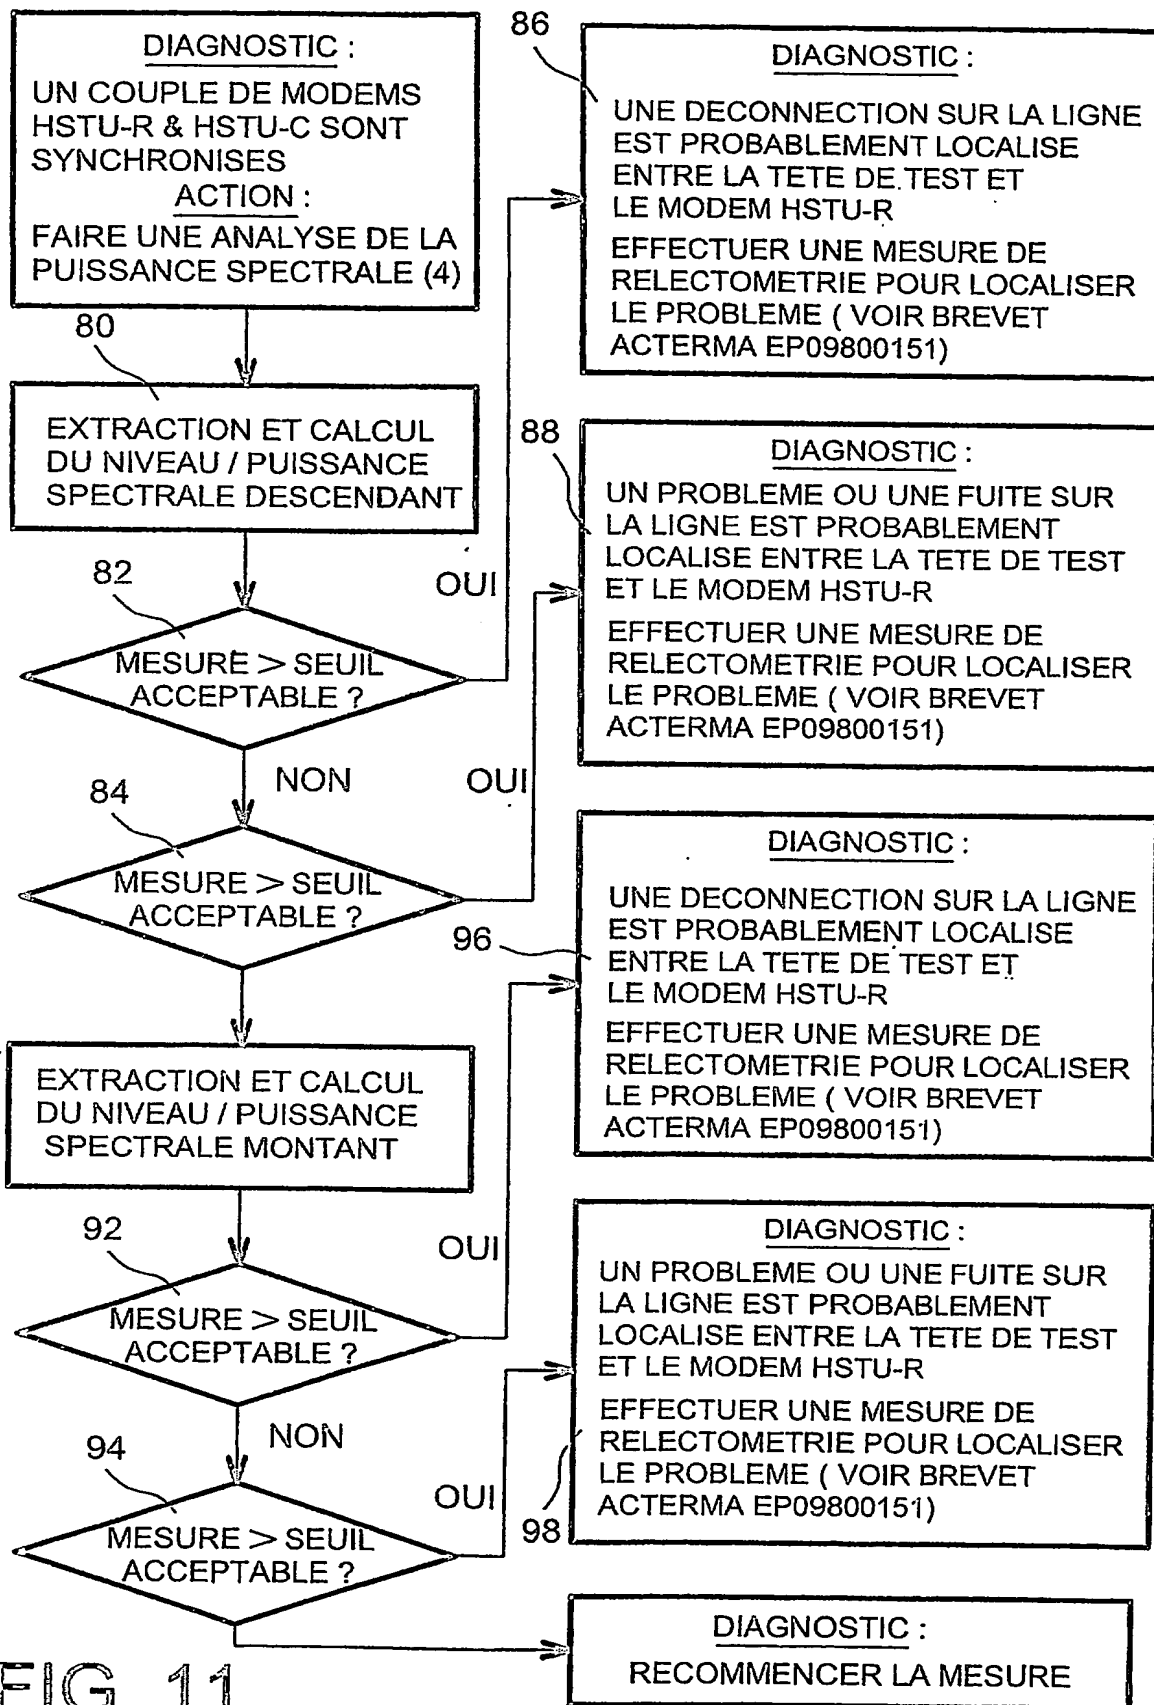 DIAGNOSTIC :
UN COUPLE DE MODEMS
HSTU-R & HSTU-C SONT
SYNCHRONISES
ACTION :
FAIRE UNE ANALYSE DE LA
PUISSANCE SPECTRALE (4)
80
EXTRACTION ET CALCUL
DU NIVEAU / PUISSANCE
SPECTRALE DESCENDANT
82
OUI
MESURE > SEUIL
ACCEPTABLE ?
NON
84
OUI
MESURE > SEUIL
ACCEPTABLE ?
EXTRACTION ET CALCUL
DU NIVEAU / PUISSANCE
SPECTRALE MONTANT
92
OUI
MESURE > SEUIL
ACCEPTABLE ?
NON
94
OUI
MESURE > SEUIL
ACCEPTABLE ?
86
DIAGNOSTIC :
UNE DECONNECTION SUR LA LIGNE
EST PROBABLEMENT LOCALISE
ENTRE LA TETE DE TEST ET
LE MODEM HSTU-R
EFFECTUER UNE MESURE DE
RELECTOMETRIE POUR LOCALISER
LE PROBLEME ( VOIR BREVET
ACTERMA EP09800151)
88
DIAGNOSTIC :
UN PROBLEME OU UNE FUITE SUR
LA LIGNE EST PROBABLEMENT
LOCALISE ENTRE LA TETE DE TEST
ET LE MODEM HSTU-R
EFFECTUER UNE MESURE DE
RELECTOMETRIE POUR LOCALISER
LE PROBLEME ( VOIR BREVET
ACTERMA EP09800151)
96
DIAGNOSTIC :
UNE DECONNECTION SUR LA LIGNE
EST PROBABLEMENT LOCALISE
ENTRE LA TETE DE TEST ET
LE MODEM HSTU-R
EFFECTUER UNE MESURE DE
RELECTOMETRIE POUR LOCALISER
LE PROBLEME ( VOIR BREVET
ACTERMA EP09800151)
DIAGNOSTIC :
UN PROBLEME OU UNE FUITE SUR
LA LIGNE EST PROBABLEMENT
LOCALISE ENTRE LA TETE DE TEST
ET LE MODEM HSTU-R
EFFECTUER UNE MESURE DE
RELECTOMETRIE POUR LOCALISER
LE PROBLEME ( VOIR BREVET
ACTERMA EP09800151)
98
DIAGNOSTIC :
RECOMMENCER LA MESURE
FIG. 11